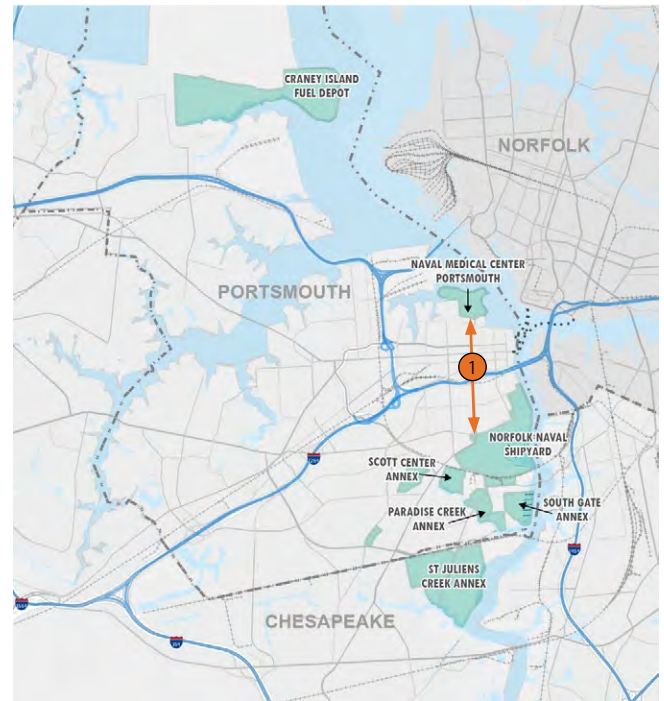 CRANEY ISLAND
FUEL DEPOT
NORFOLK
NAVAL MEDICAL CENTER
PORTSMOUTH
PORTSMOUTH
1
NORFOLK NAVAL
SHIPYARD
SCOTT CENTER
ANNEX
SOUTH GATE
ANNEX
PARADISE CREEK
ANNEX
ST JULIENS
CREEK ANNEX
CHESAPEAKE